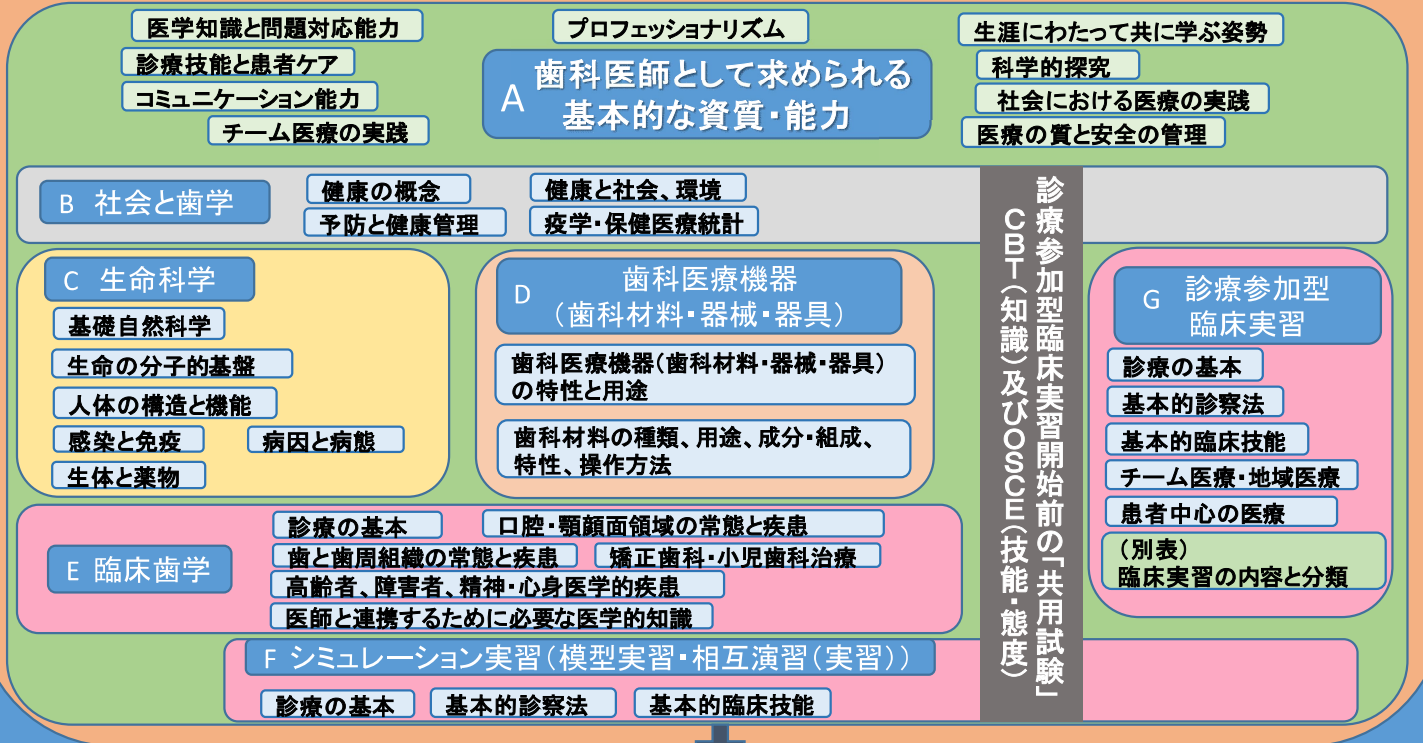 医学知識と問題対応能力
診療技能と患者ケア
コミュニケーション能力
チーム医療の実践
プロフェッショナリズム
A 歯科医師として求められる
基本的な資質・能力
生涯にわたって共に学ぶ姿勢
科学的探究
社会における医療の実践
医療の質と安全の管理
B 社会と歯学
健康の概念
健康と社会、環境
予防と健康管理
疫学・保健医療統計
C 生命科学
基礎自然科学
生命の分子的基盤
人体の構造と機能
感染と免疫
病因と病態
生体と薬物
D 歯科医療機器
(歯科材料・器械・器具)
歯科医療機器(歯科材料・器械・器具)
の特性と用途
歯科材料の種類、用途、成分・組成、
特性、操作方法
E 臨床歯学
診療の基本
口腔・顎顔面領域の常態と疾患
歯と歯周組織の常態と疾患
矯正歯科・小児歯科治療
高齢者、障害者、精神・心身医学的疾患
医師と連携するために必要な医学的知識
F シミュレーション実習(模型実習・相互演習(実習))
診療の基本
基本的診察法
基本的臨床技能
診療参加型臨床実習開始前の「共用試験」
CBT(知識)及びOSCE(技能・態度)
G 診療参加型
臨床実習
診療の基本
基本的診察法
基本的臨床技能
チーム医療・地域医療
患者中心の医療
(別表)
臨床実習の内容と分類